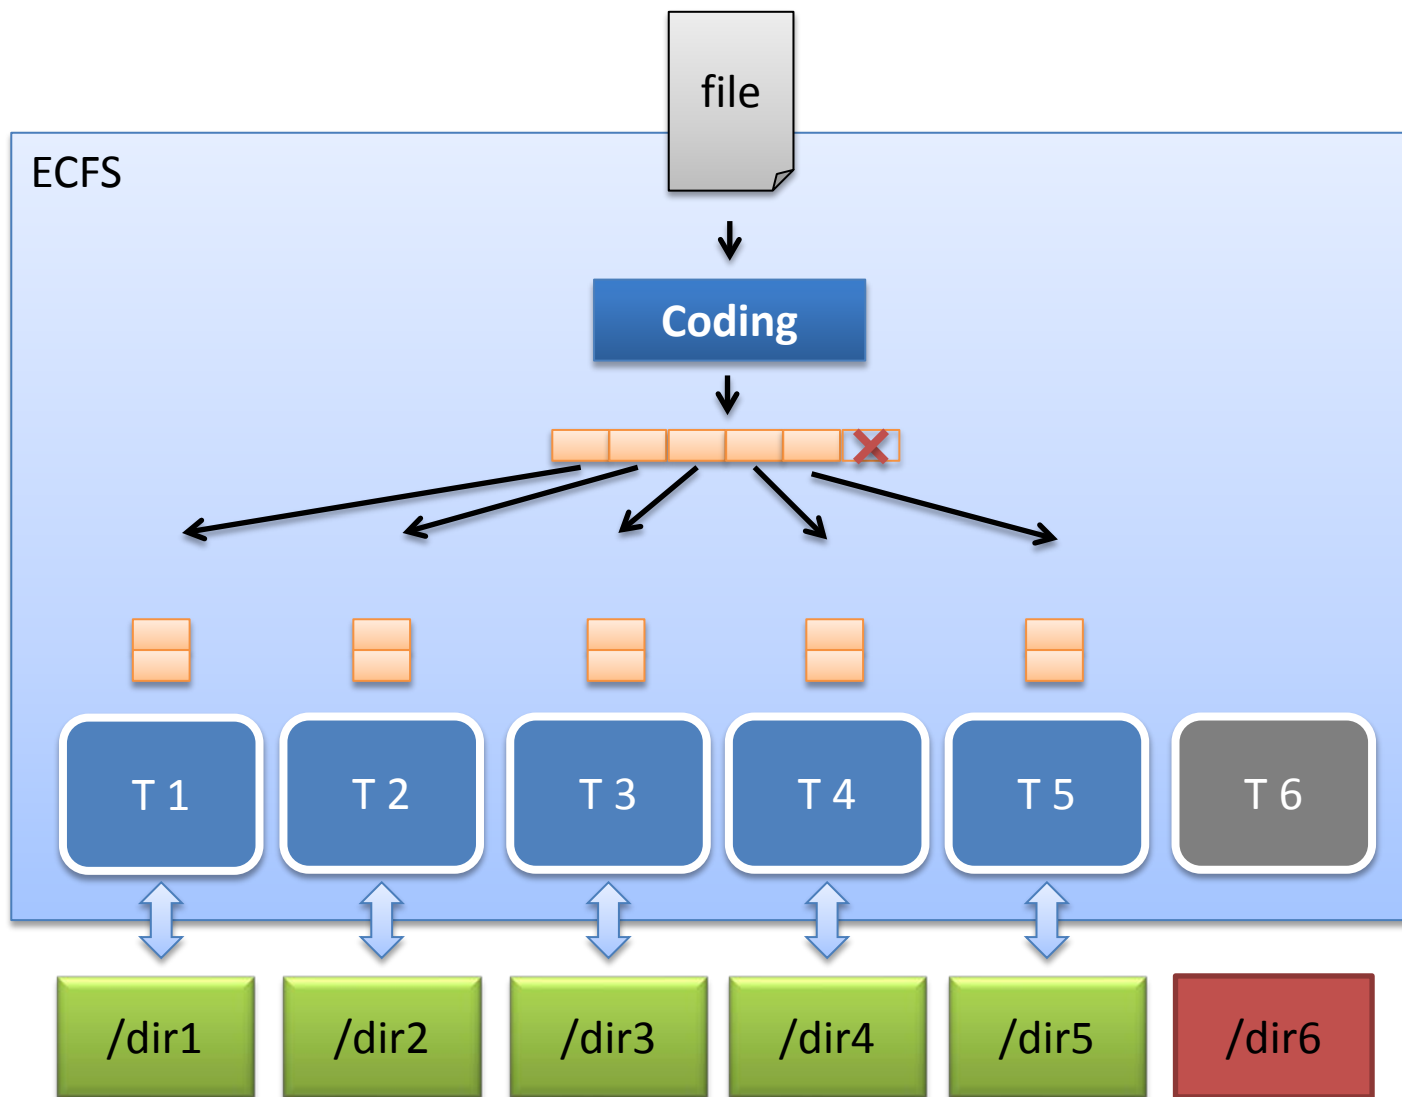 file
ECFS
Coding
T 1
T 2
T 3
T 4
T 5
T 6
/dir1
/dir2
/dir3
/dir4
/dir5
/dir6